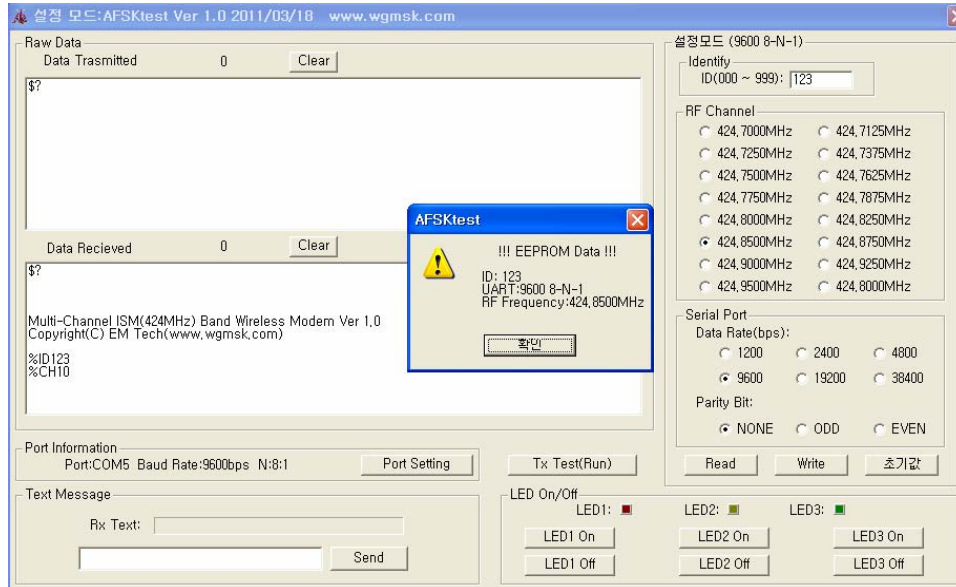 설정 모드:AFSKtest Ver 1.0 2011/03/18 www.wgmsk.com
Raw Data
Data Trasmitted 0 Clear
$?
Data Recieved 0 Clear
$?
Multi-Channel ISM(424MHz) Band Wireless Modem Ver 1.0
Copyright(C) EM Tech(www.wgmsk.com)
%ID123
%CH10
AFSKtest
!!! EEPROM Data !!!
ID: 123
UART:9600 8-N-1
RF Frequency:424.8500MHz
확인
설정모드 (9600 8-N-1)
Identify
ID(000 ~ 999): 123
RF Channel
424.7000MHz 424.7125MHz
424.7250MHz 424.7375MHz
424.7500MHz 424.7625MHz
424.7750MHz 424.7875MHz
424.8000MHz 424.8250MHz
424.8500MHz 424.8750MHz
424.9000MHz 424.9250MHz
424.9500MHz 424.8000MHz
Serial Port
Data Rate(bps):
1200 2400 4800
9600 19200 38400
Parity Bit:
NONE ODD EVEN
Read Write 초기값
Port Information
Port:COM5 Baud Rate:9600bps N:8:1 Port Setting
Tx Test(Run)
Text Message
Rx Text:
Send
LED On/Off
LED1: LED2: LED3:
LED1 On LED2 On LED3 On
LED1 Off LED2 Off LED3 Off